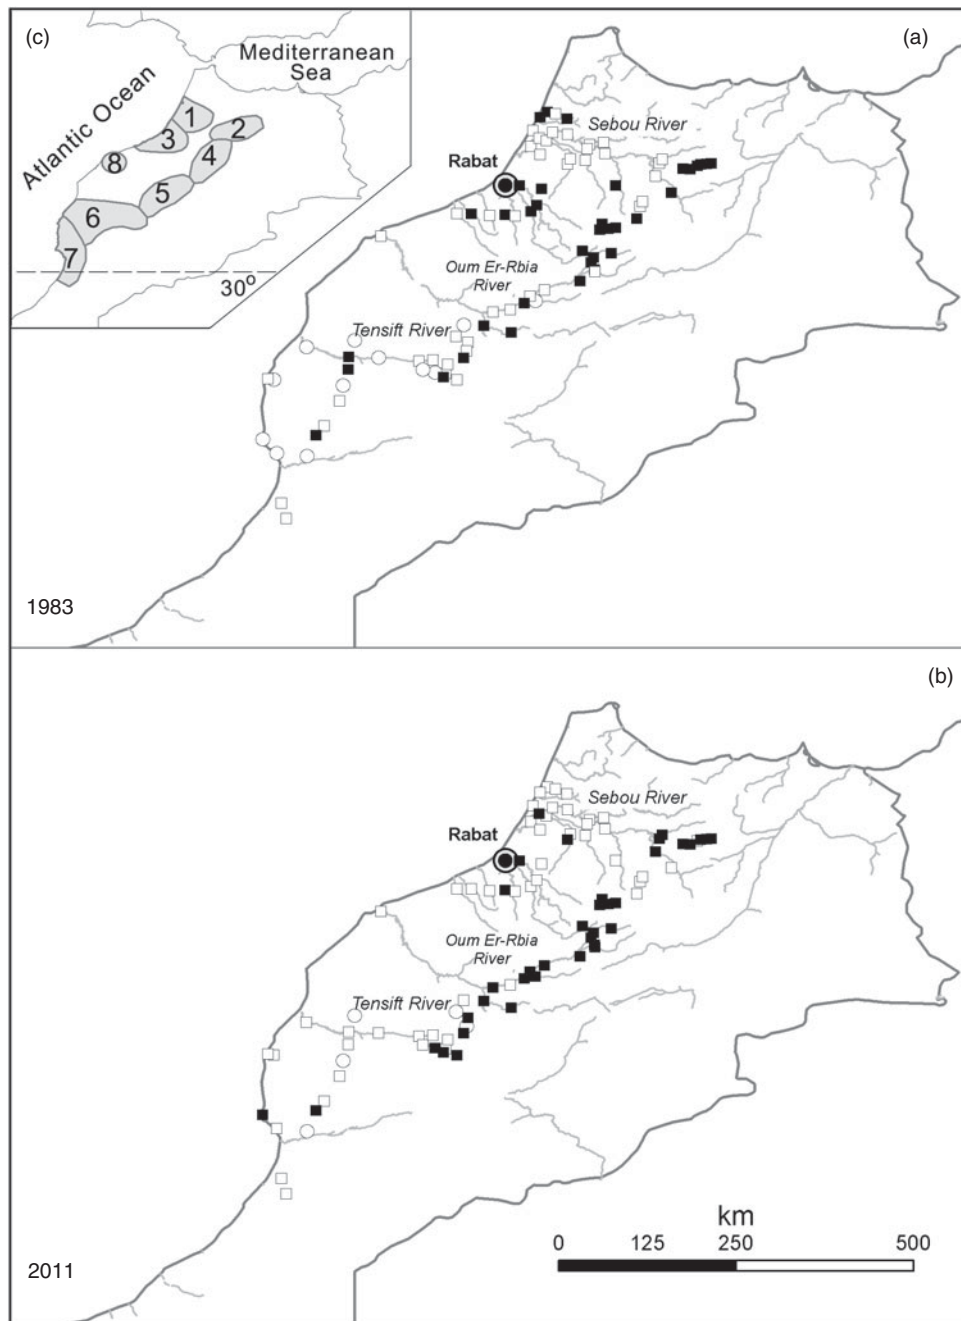 (c)
Mediterranean
Sea
Atlantic Ocean
1
2
3
4
8
5
6
7
30°
(a)
Sebou River
Rabat
Oum Er-Rbia
River
Tensift River
1983
(b)
Sebou River
Rabat
Oum Er-Rbia
River
Tensift River
km
0 125 250 500
2011